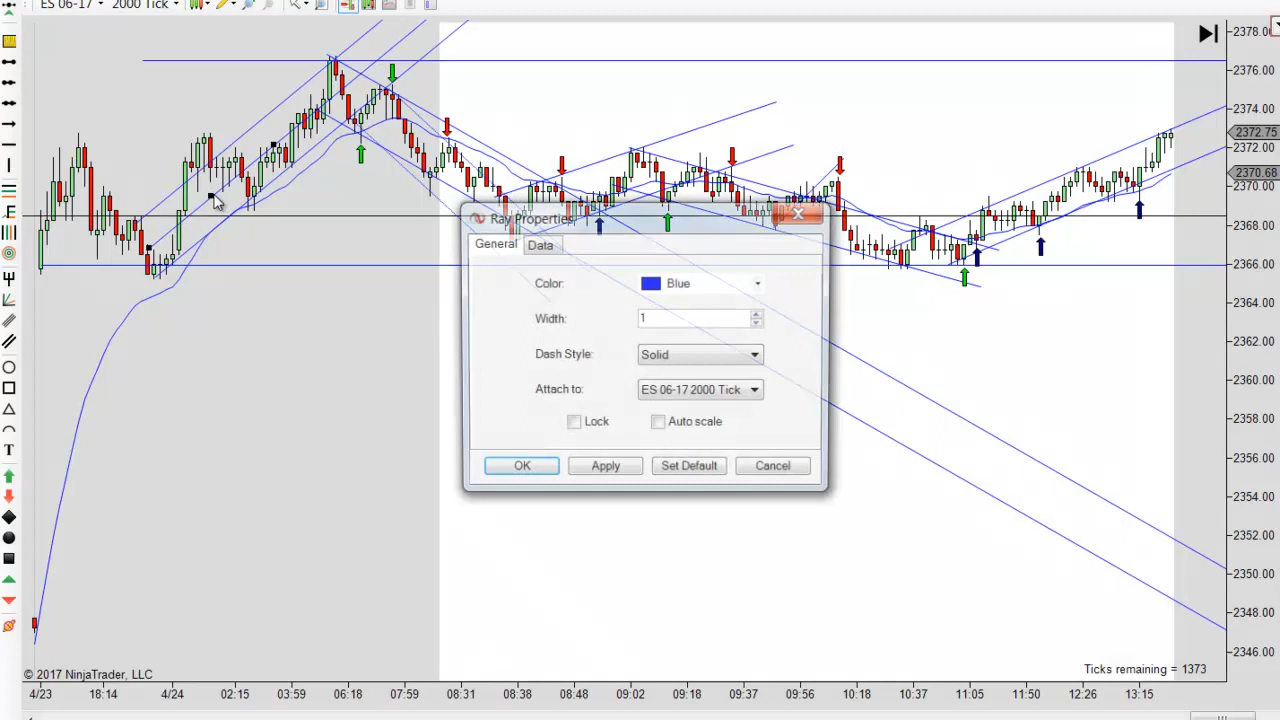 ES 06-17 2000 Tick
2378.00
2376.00
2374.00
2372.75
2372.00
2370.68
2370.00
2368.00
2366.00
2364.00
2362.00
2360.00
2358.00
2356.00
2354.00
2352.00
2350.00
2348.00
2346.00
T
Ray Properties
General Data
Color: Blue
Width: 1
Dash Style: Solid
Attach to: ES 06-17 2000 Tick
Lock Auto scale
OK Apply Set Default Cancel
© 2017 NinjaTrader, LLC
Ticks remaining = 1373
4/23 18:14 4/24 02:15 03:59 06:18 07:59 08:31 08:38 08:48 09:02 09:18 09:37 09:56 10:18 10:37 11:05 11:50 12:26 13:15